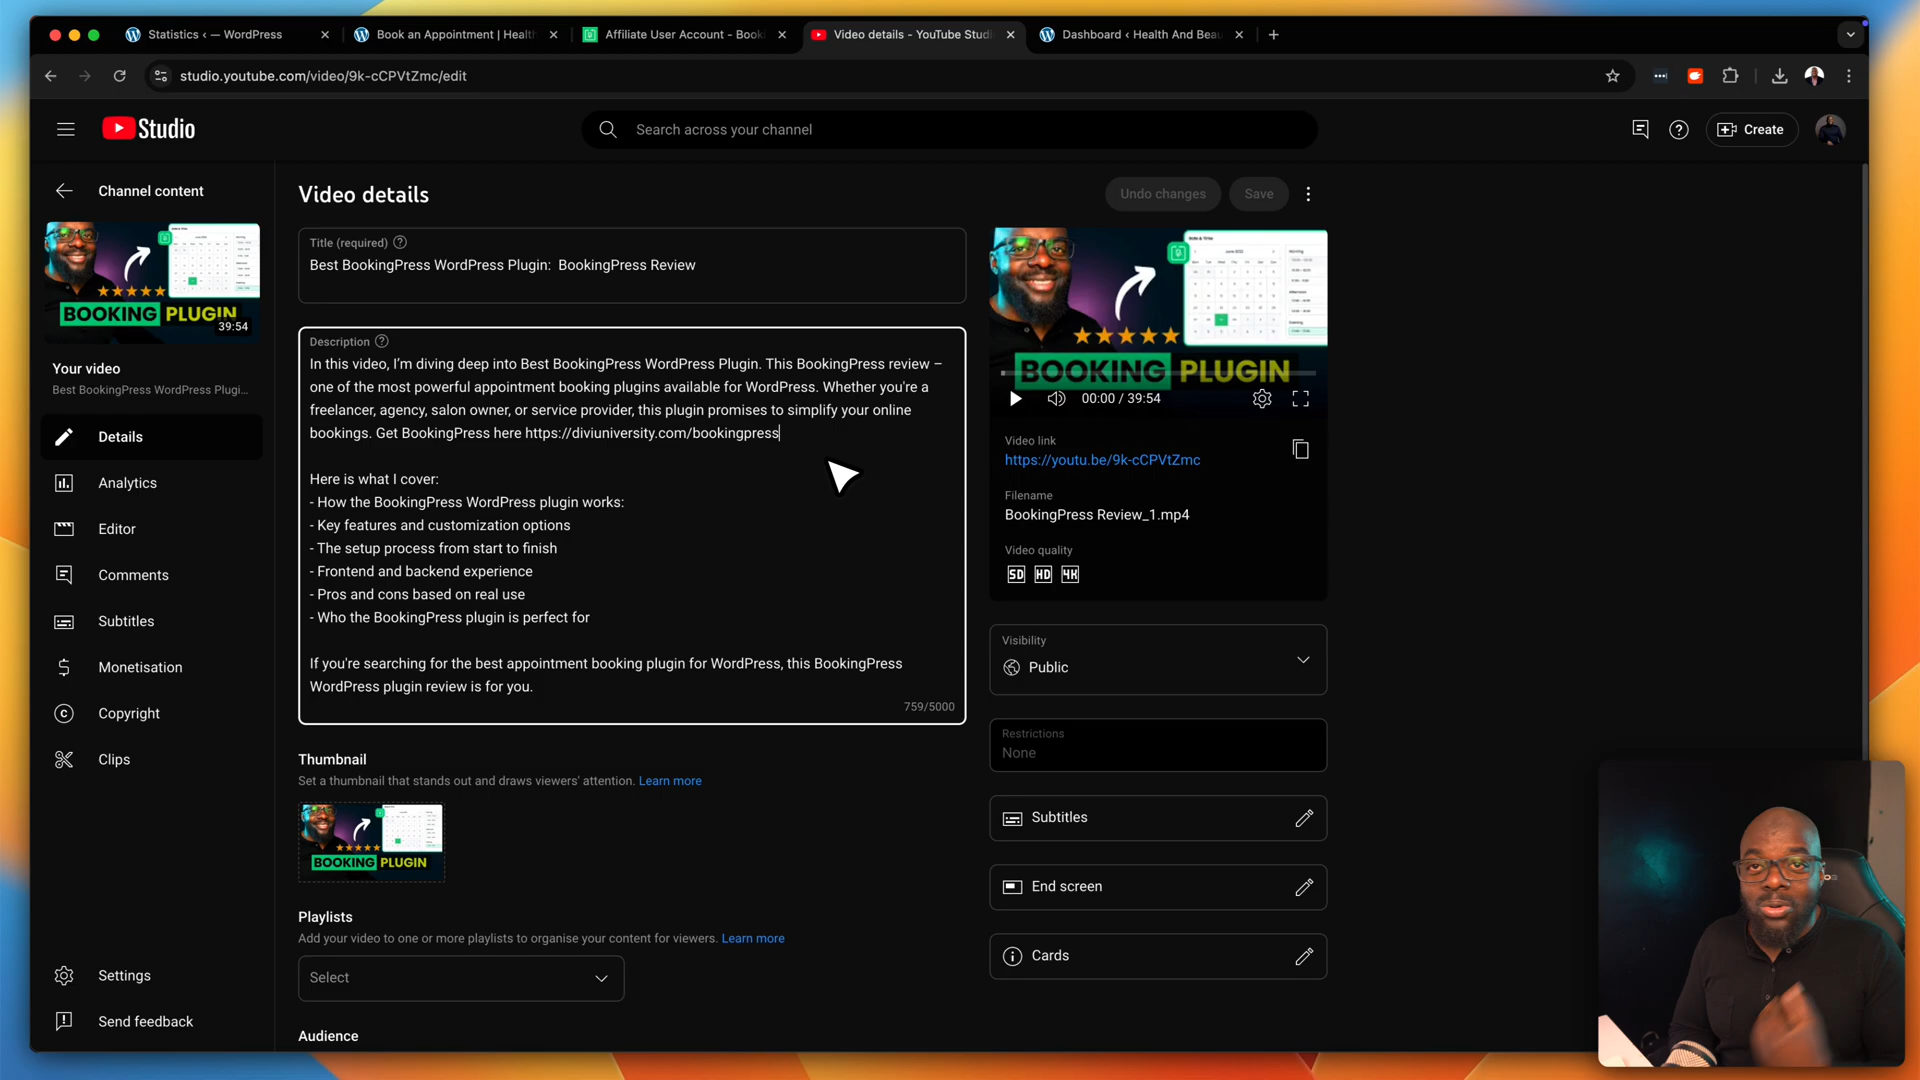 Statistics ‹ — WordPress
Book an Appointment | Health
Affiliate User Account - Book
Video details - YouTube Studi
Dashboard ‹ Health And Beau
studio.youtube.com/video/9k-cCPVtZmc/edit
Studio
Search across your channel
Create
Channel content
Video details
Undo changes
Save
BOOKING PLUGIN
39:54
Your video
Best BookingPress WordPress Plugi...
Details
Analytics
Editor
Comments
Subtitles
Monetisation
Copyright
Clips
Settings
Send feedback
Title (required)
Best BookingPress WordPress Plugin:  BookingPress Review
Description
In this video, I’m diving deep into Best BookingPress WordPress Plugin. This BookingPress review –
one of the most powerful appointment booking plugins available for WordPress. Whether you're a
freelancer, agency, salon owner, or service provider, this plugin promises to simplify your online
bookings. Get BookingPress here https://diviuniversity.com/bookingpress
Here is what I cover:
- How the BookingPress WordPress plugin works:
- Key features and customization options
- The setup process from start to finish
- Frontend and backend experience
- Pros and cons based on real use
- Who the BookingPress plugin is perfect for
If you're searching for the best appointment booking plugin for WordPress, this BookingPress
WordPress plugin review is for you.
759/5000
Thumbnail
Set a thumbnail that stands out and draws viewers' attention. Learn more
BOOKING PLUGIN
Playlists
Add your video to one or more playlists to organise your content for viewers. Learn more
Select
Audience
BOOKING PLUGIN
00:00 / 39:54
Video link
https://youtu.be/9k-cCPVtZmc
Filename
BookingPress Review_1.mp4
Video quality
SD HD 4K
Visibility
Public
Restrictions
None
Subtitles
End screen
Cards